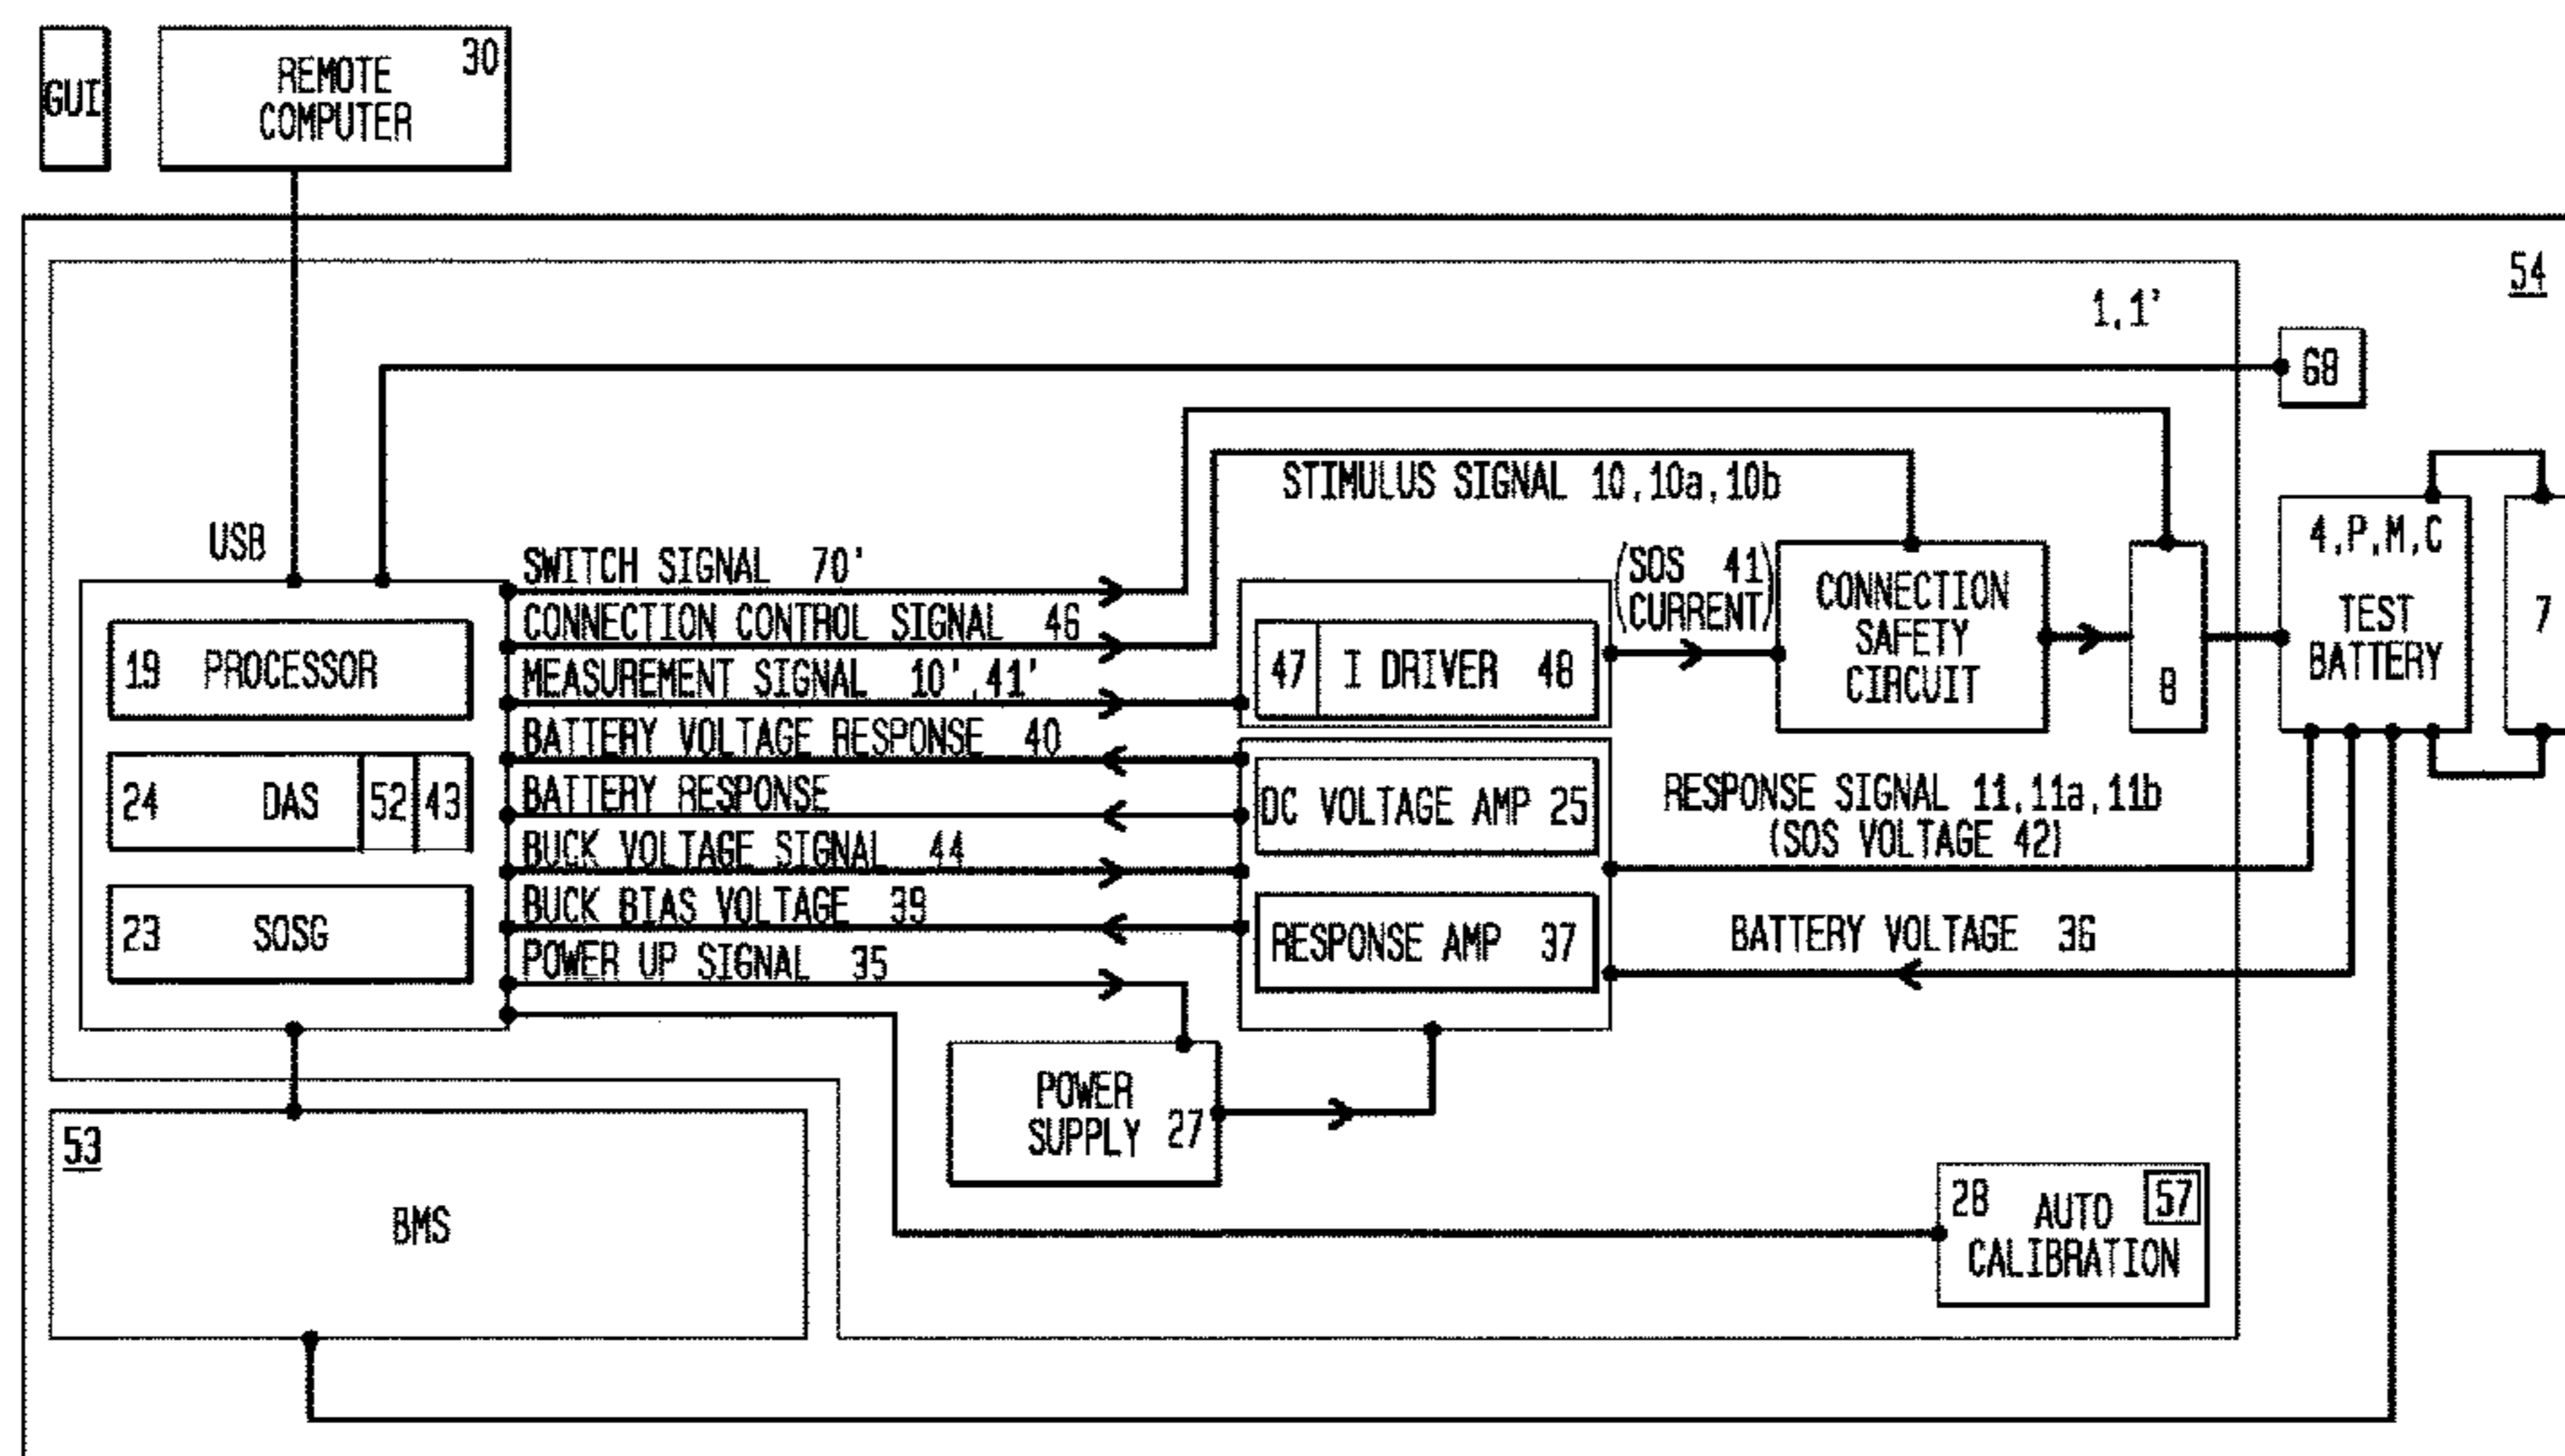 GUI
REMOTE 30
COMPUTER
54
1,1'
68
STIMULUS SIGNAL 10,10a,10b
USB
SWITCH SIGNAL 70'
CONNECTION CONTROL SIGNAL 46
MEASUREMENT SIGNAL 10',41'
BATTERY VOLTAGE RESPONSE 40
BATTERY RESPONSE
BUCK VOLTAGE SIGNAL 44
BUCK BIAS VOLTAGE 39
POWER UP SIGNAL 35
19 PROCESSOR
24 DAS 52 43
23 SOSG
47 I DRIVER 48
(SOS 41)
(CURRENT)
CONNECTION
SAFETY
CIRCUIT
8
4,P,M,C
TEST
BATTERY
7
DC VOLTAGE AMP 25
RESPONSE AMP 37
RESPONSE SIGNAL 11,11a,11b
(SOS VOLTAGE 42)
BATTERY VOLTAGE 36
POWER
SUPPLY 27
53
BMS
28 AUTO 57
CALIBRATION